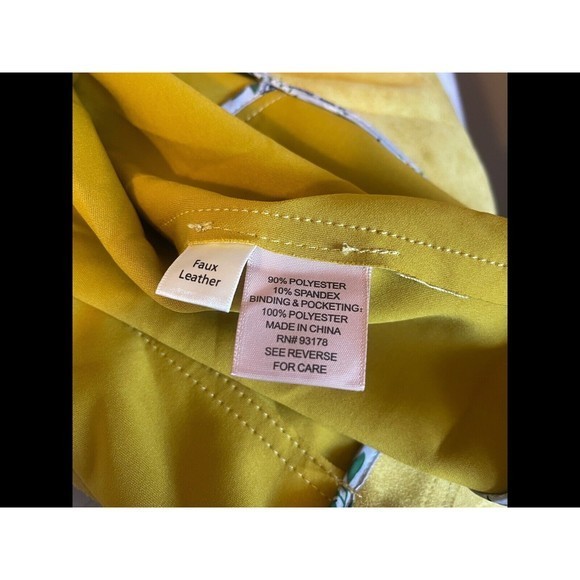 Faux
Leather
90% POLYESTER
10% SPANDEX
BINDING & POCKETING:
100% POLYESTER
MADE IN CHINA
RN# 93178
SEE REVERSE
FOR CARE